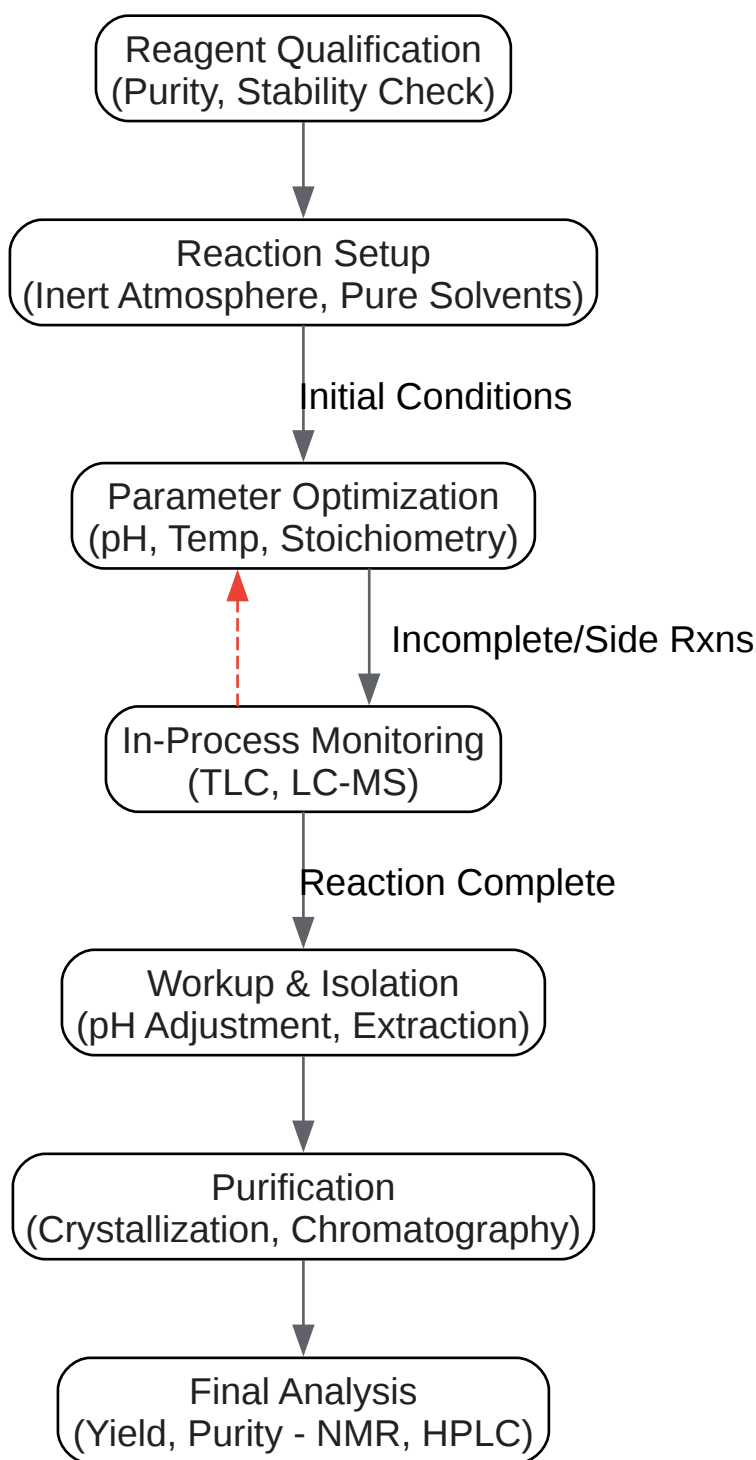 Reagent Qualification
(Purity, Stability Check)
Reaction Setup
(Inert Atmosphere, Pure Solvents)
Initial Conditions
Parameter Optimization
(pH, Temp, Stoichiometry)
Incomplete/Side Rxns
In-Process Monitoring
(TLC, LC-MS)
Reaction Complete
Workup & Isolation
(pH Adjustment, Extraction)
Purification
(Crystallization, Chromatography)
Final Analysis
(Yield, Purity - NMR, HPLC)